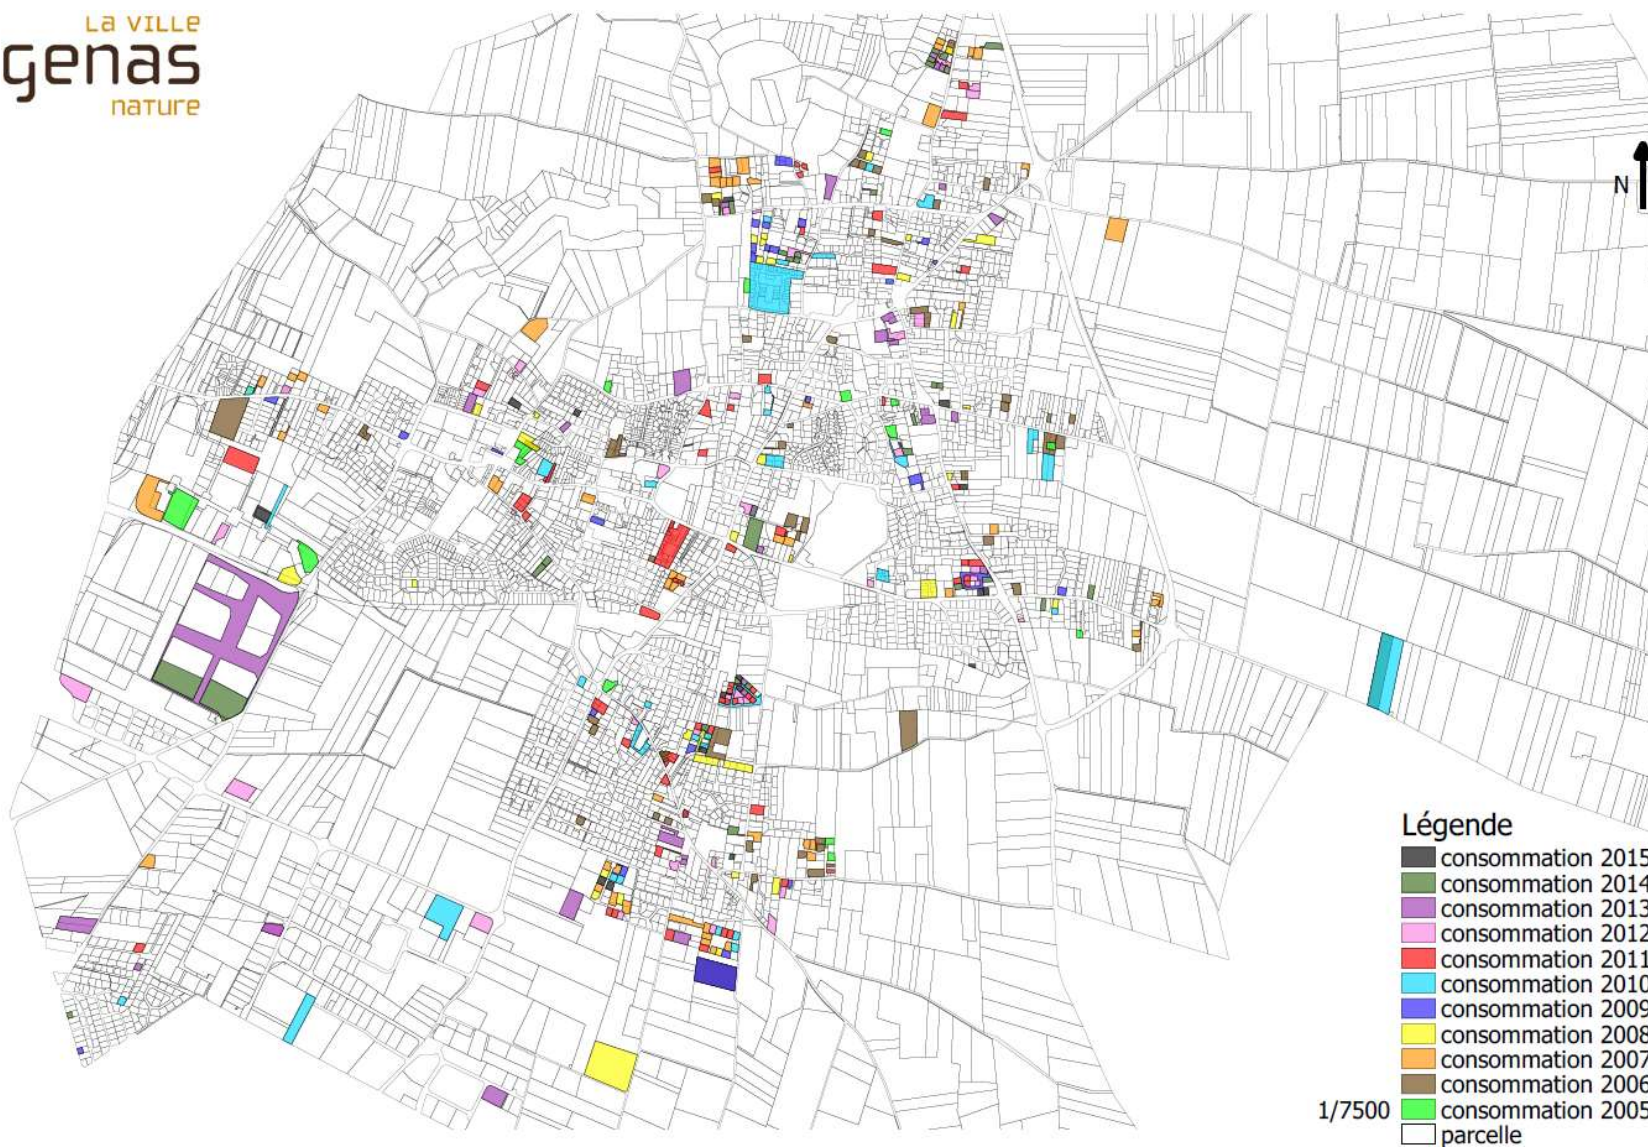 La VILLe
genas
naTure
N
Légende
consommation 2015
consommation 2014
consommation 2013
consommation 2012
consommation 2011
consommation 2010
consommation 2009
consommation 2008
consommation 2007
consommation 2006
1/7500 consommation 2005
parcelle